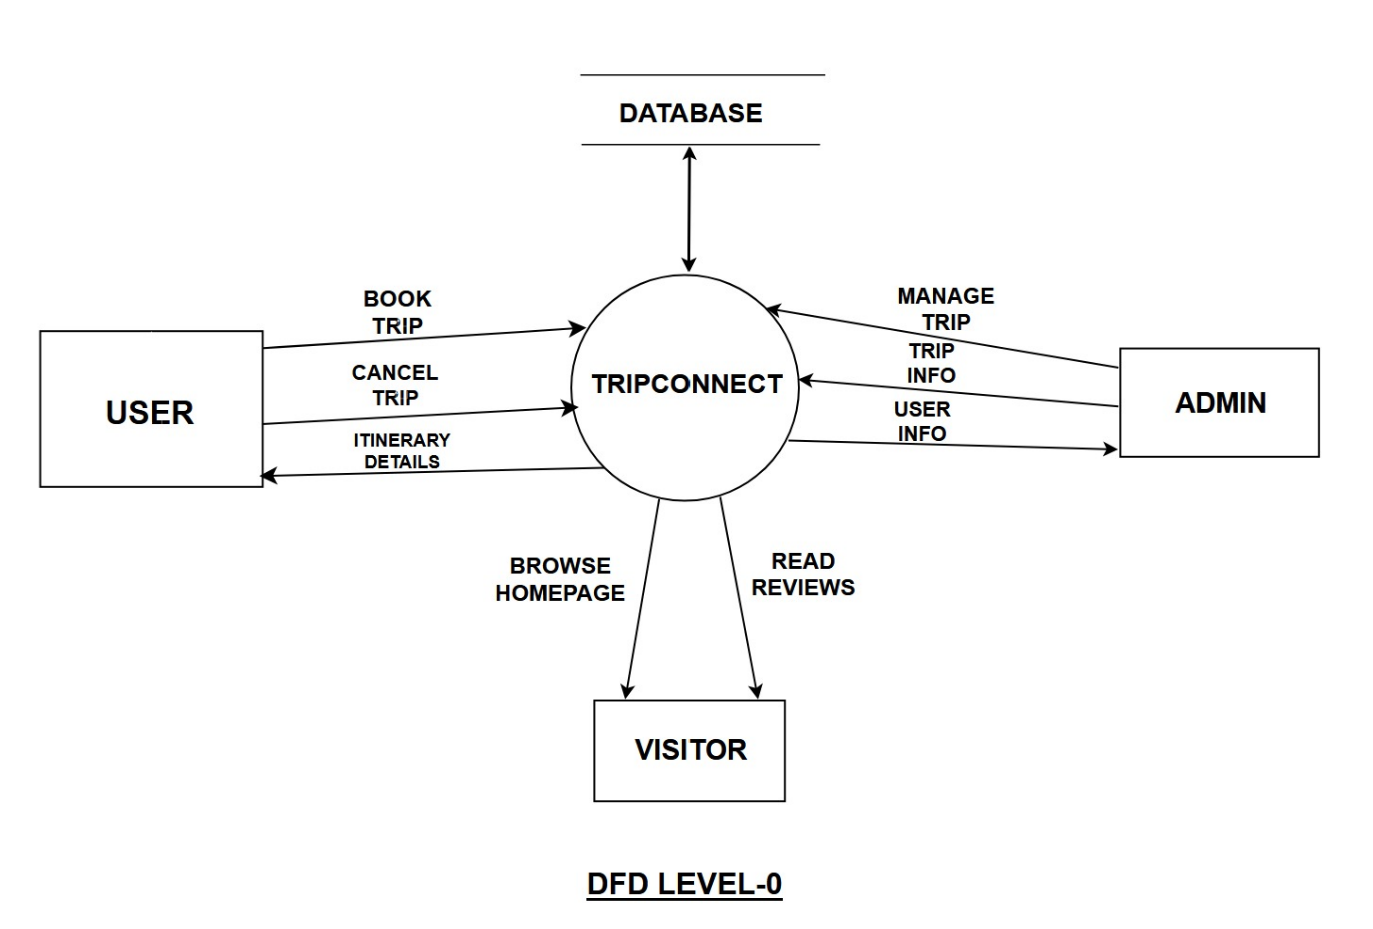 DATABASE
BOOK
TRIP
CANCEL
TRIP
ITINERARY
DETAILS
USER
TRIPCONNECT
MANAGE
TRIP
TRIP
INFO
USER
INFO
ADMIN
BROWSE
HOMEPAGE
READ
REVIEWS
VISITOR
DFD LEVEL-0